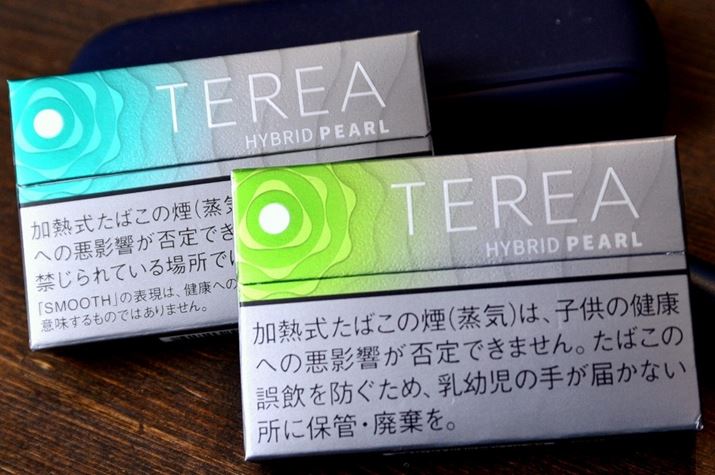 TEREA
HYBRID PEARL
加熱式たばこの煙(蒸気
への悪影響が否定でき
禁じられている場所では
「SMOOTH」の表現は、健康への
意味するものではありません。
TEREA
HYBRID PEARL
加熱式たばこの煙(蒸気)は、子供の健康
への悪影響が否定できません。たばこの
誤飲を防ぐため、乳幼児の手が届かない
所に保管・廃棄を。